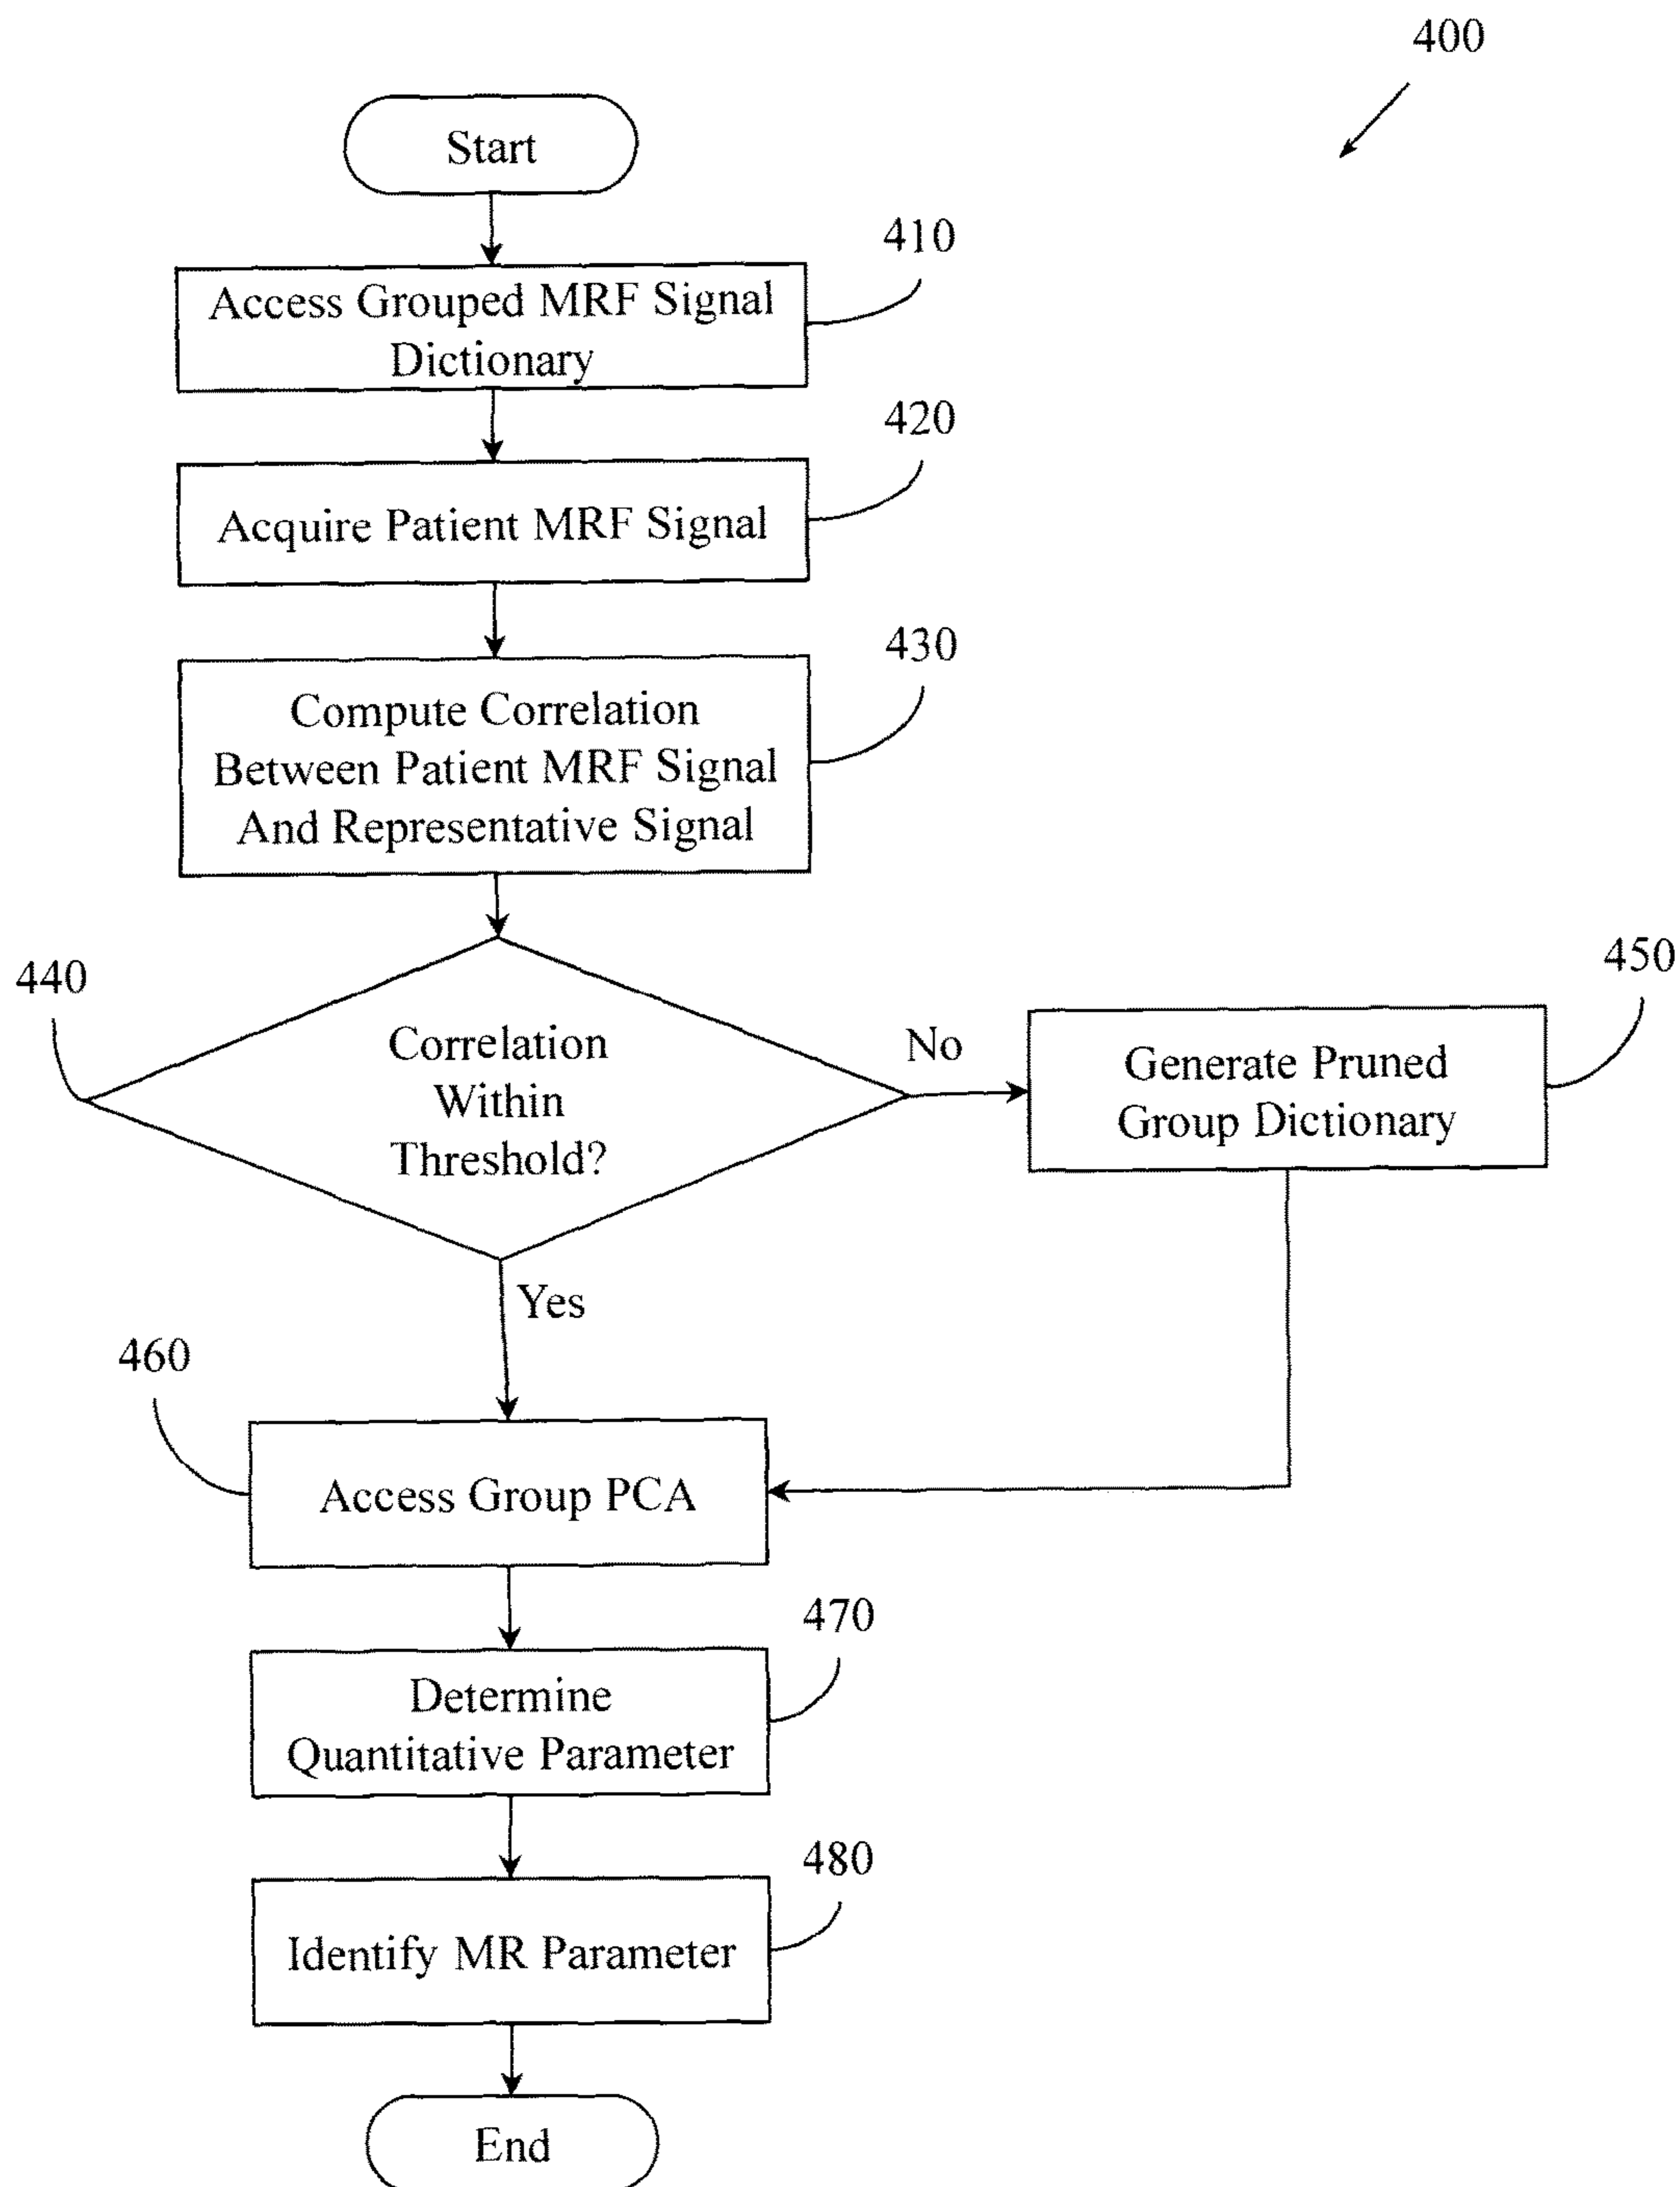 400
Start
410
Access Grouped MRF Signal
Dictionary
420
Acquire Patient MRF Signal
430
Compute Correlation
Between Patient MRF Signal
And Representative Signal
440
Correlation
Within
Threshold?
No
450
Generate Pruned
Group Dictionary
Yes
460
Access Group PCA
470
Determine
Quantitative Parameter
480
Identify MR Parameter
End